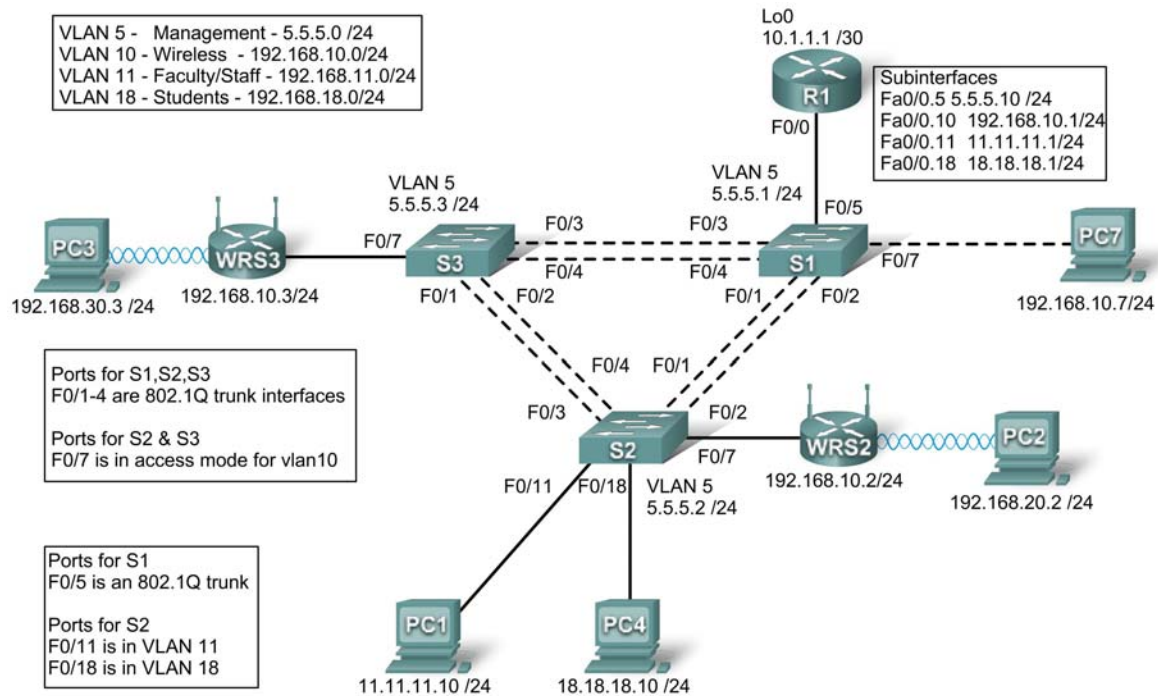 VLAN 5 - Management - 5.5.5.0 /24
VLAN 10 - Wireless - 192.168.10.0/24
VLAN 11 - Faculty/Staff - 192.168.11.0/24
VLAN 18 - Students - 192.168.18.0/24
Lo0
10.1.1.1 /30
R1
F0/0
Subinterfaces
Fa0/0.5 5.5.5.10 /24
Fa0/0.10 192.168.10.1/24
Fa0/0.11 11.11.11.1/24
Fa0/0.18 18.18.18.1/24
VLAN 5
5.5.5.3 /24
VLAN 5
5.5.5.1 /24
F0/5
PC3
WRS3
F0/7
S3
F0/3
F0/3
F0/4
F0/4
S1
F0/7
PC7
192.168.30.3 /24
192.168.10.3/24
F0/1
F0/2
F0/1
F0/2
192.168.10.7/24
Ports for S1,S2,S3
F0/1-4 are 802.1Q trunk interfaces
Ports for S2 & S3
F0/7 is in access mode for vlan10
F0/4
F0/1
F0/3
F0/2
S2
F0/7
WRS2
PC2
192.168.10.2/24
192.168.20.2 /24
F0/11
F0/18
VLAN 5
5.5.5.2 /24
Ports for S1
F0/5 is an 802.1Q trunk
Ports for S2
F0/11 is in VLAN 11
F0/18 is in VLAN 18
PC1
PC4
11.11.11.10 /24
18.18.18.10 /24